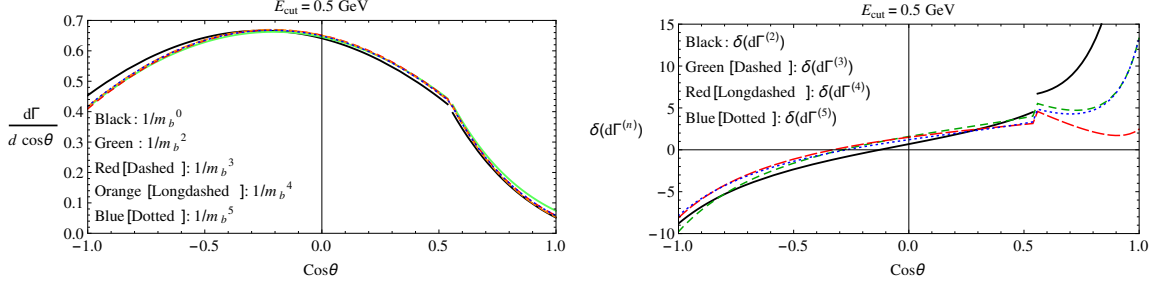 E_cut = 0.5 GeV
0.7
0.6
0.5
0.4
0.3
0.2
0.1
0.0
dΓ
d cosθ
Black: 1/m_b^0
Green : 1/m_b^2
Red [Dashed ]: 1/m_b^3
Orange [Longdashed ]: 1/m_b^4
Blue [Dotted ]: 1/m_b^5
−1.0
−0.5
0.0
0.5
1.0
Cosθ
E_cut = 0.5 GeV
15
10
5
0
−5
−10
δ(dΓ^(n))
Black : δ(dΓ^(2))
Green [Dashed ]: δ(dΓ^(3))
Red [Longdashed ]: δ(dΓ^(4))
Blue [Dotted ]: δ(dΓ^(5))
−1.0
−0.5
0.0
0.5
1.0
Cosθ